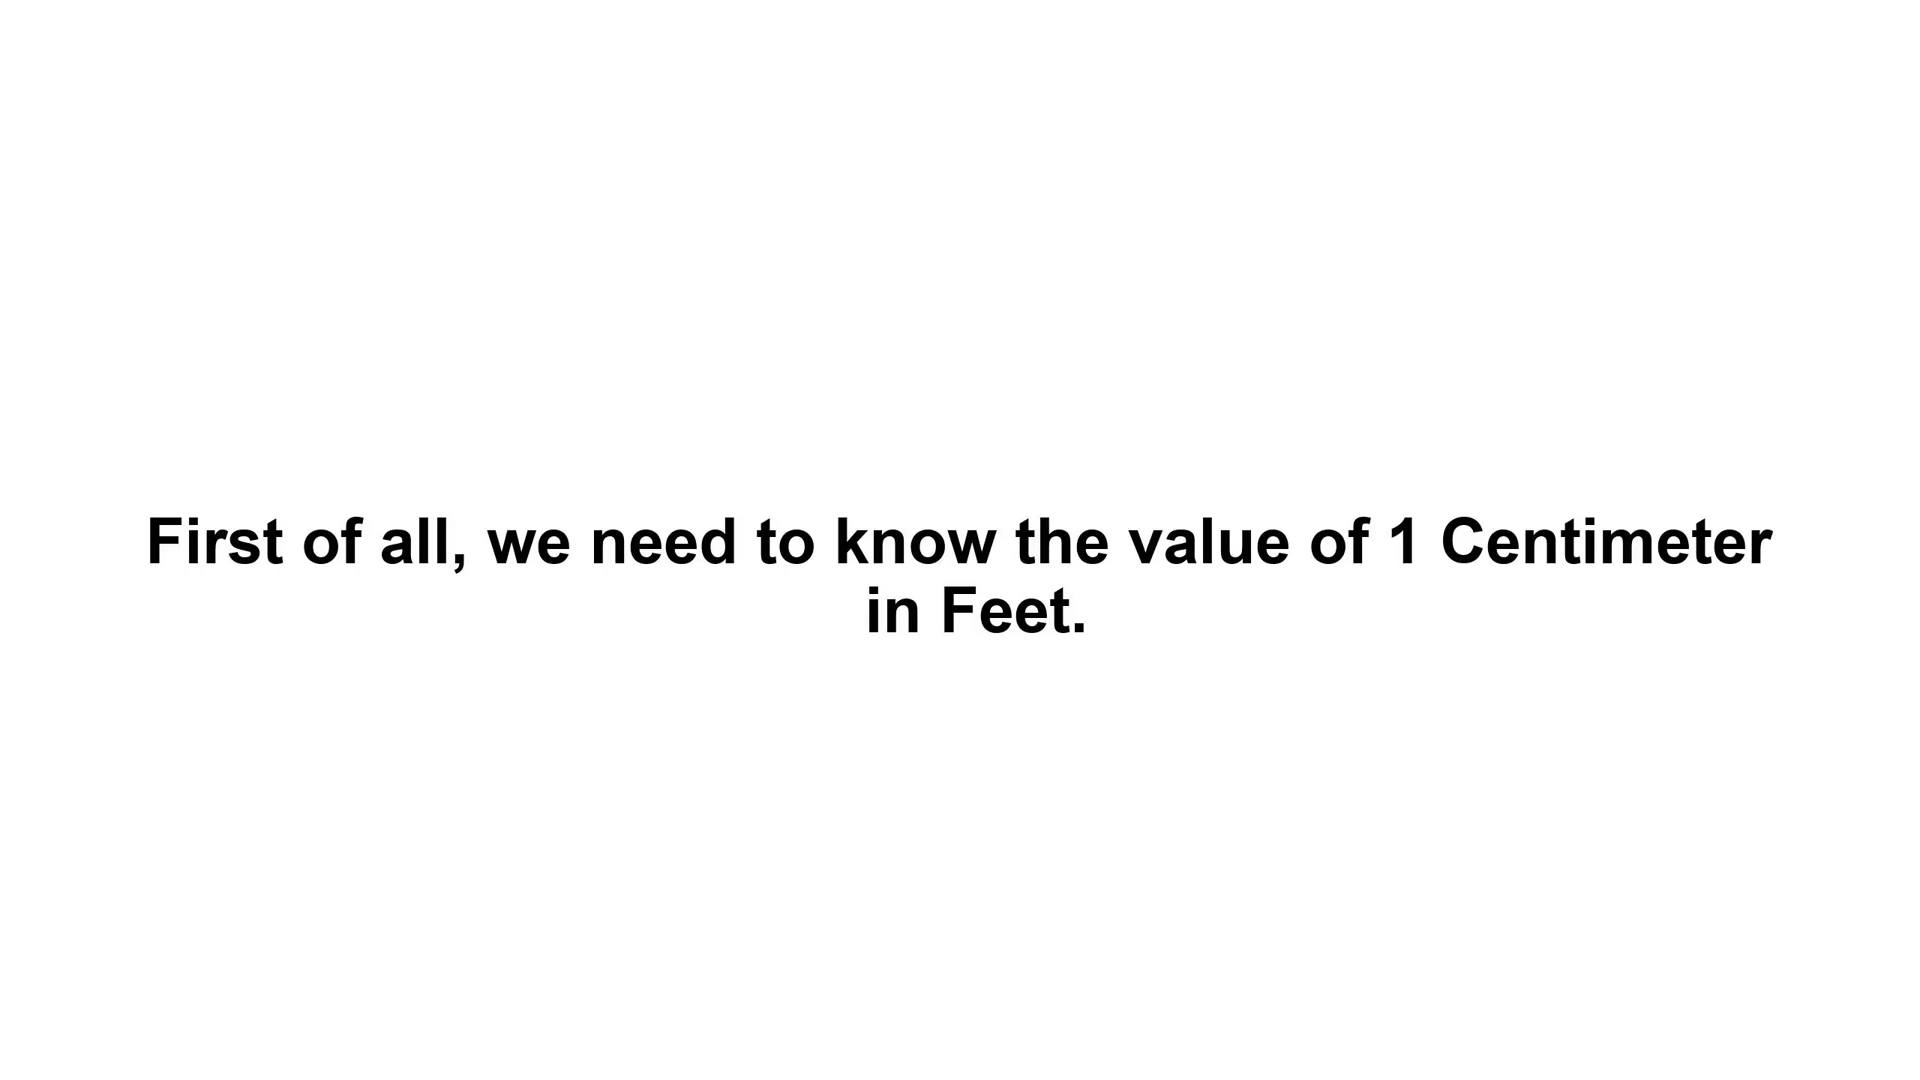 First of all, we need to know the value of 1 Centimeter
in Feet.